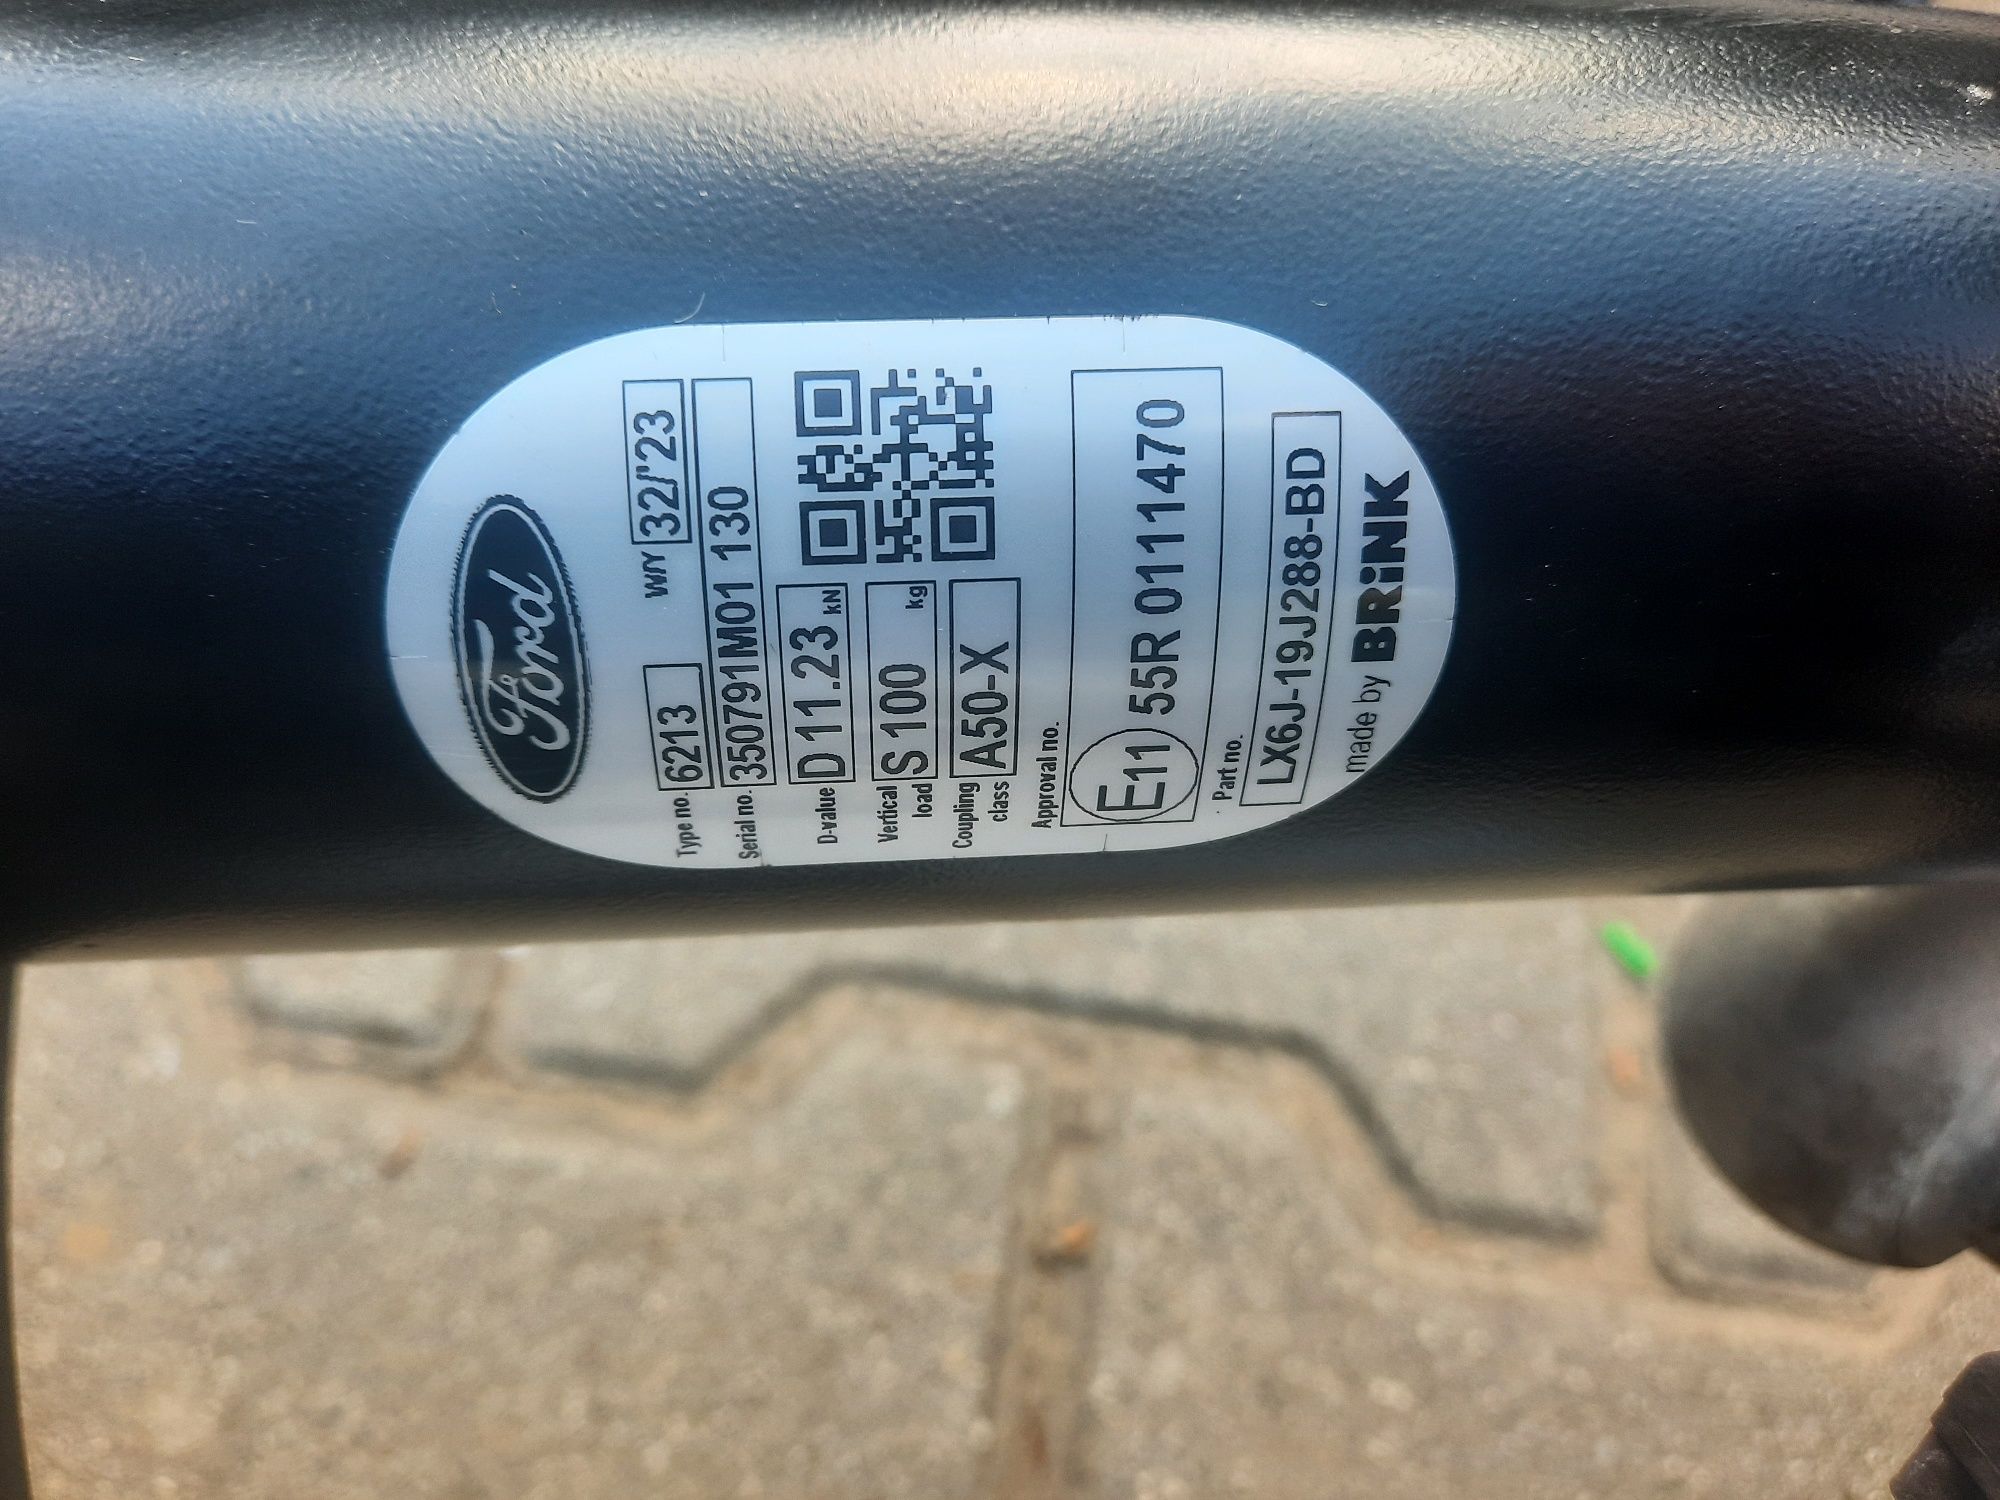 Ford
Type no. 6213 W/Y 32/'23
Serial no. 350791M01 130
D-value D 11.23 kN
Vertical load S 100 kg
Coupling class A50-X
Approval no.
E11 55R 0111470
Part no.
LX6J-19J288-BD
made by BRiNK